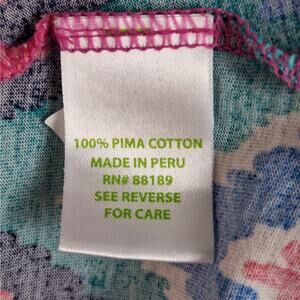 100% PIMA COTTON
MADE IN PERU
RN# 88189
SEE REVERSE
FOR CARE